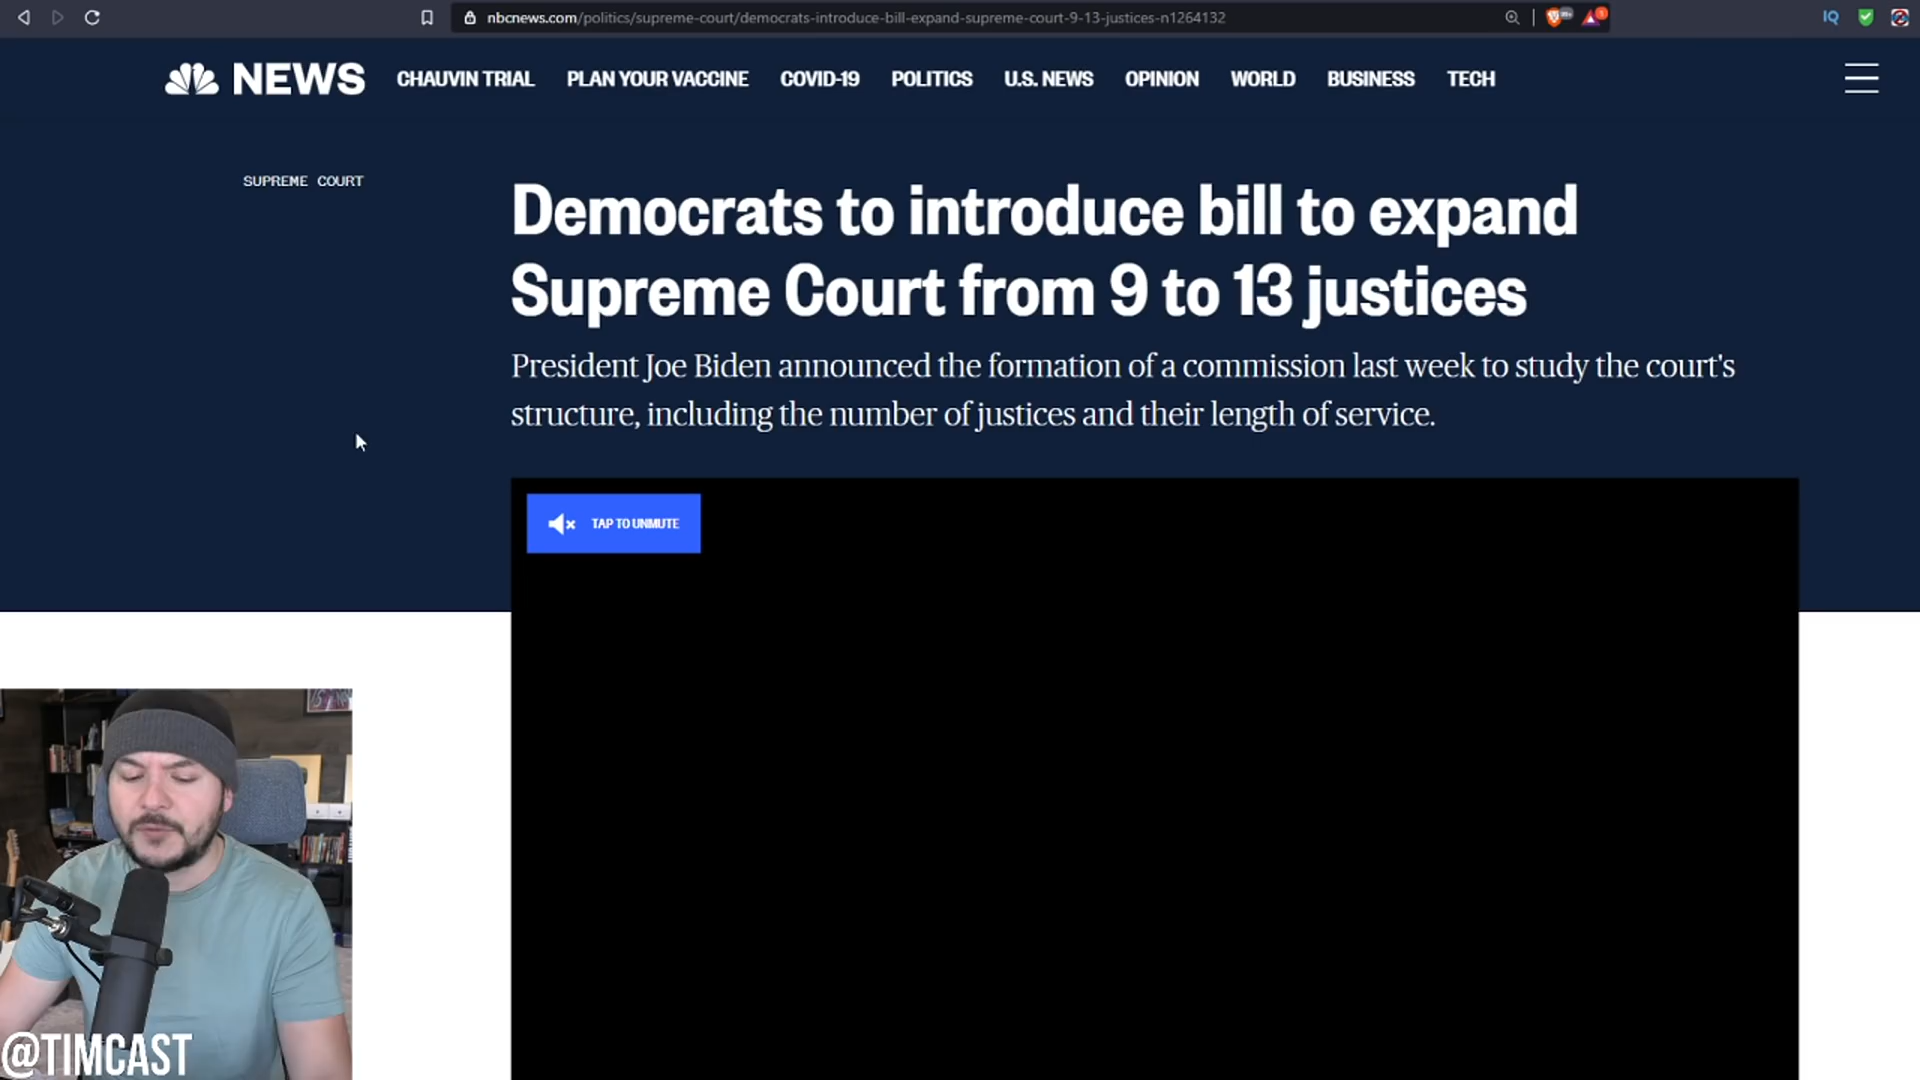 nbcnews.com/politics/supreme-court/democrats-introduce-bill-expand-supreme-court-9-13-justices-n1264132
IQ
NEWS CHAUVIN TRIAL PLAN YOUR VACCINE COVID-19 POLITICS U.S. NEWS OPINION WORLD BUSINESS TECH
SUPREME COURT
Democrats to introduce bill to expand
Supreme Court from 9 to 13 justices
President Joe Biden announced the formation of a commission last week to study the court's
structure, including the number of justices and their length of service.
TAP TO UNMUTE
@TIMCAST